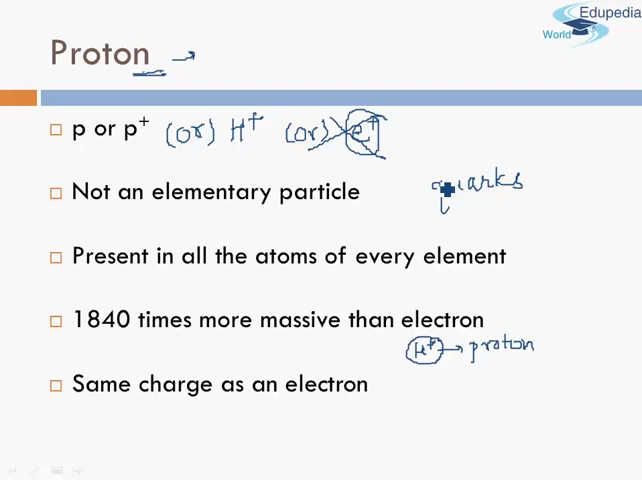 Edupedia
World
Proton →
p or p⁺ (or) H⁺ (or) e⁺
Not an elementary particle quarks
Present in all the atoms of every element
1840 times more massive than electron
H⁺ → proton
Same charge as an electron